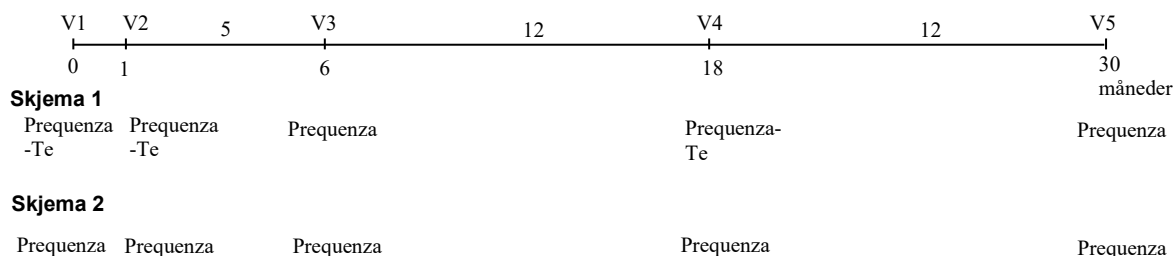 V1 V2 5 V3 12 V4 12 V5
0 1 6 18 30
måneder
Skjema 1
Prequenza Prequenza Prequenza Prequenza- Prequenza
-Te -Te Te
Skjema 2
Prequenza Prequenza Prequenza Prequenza Prequenza